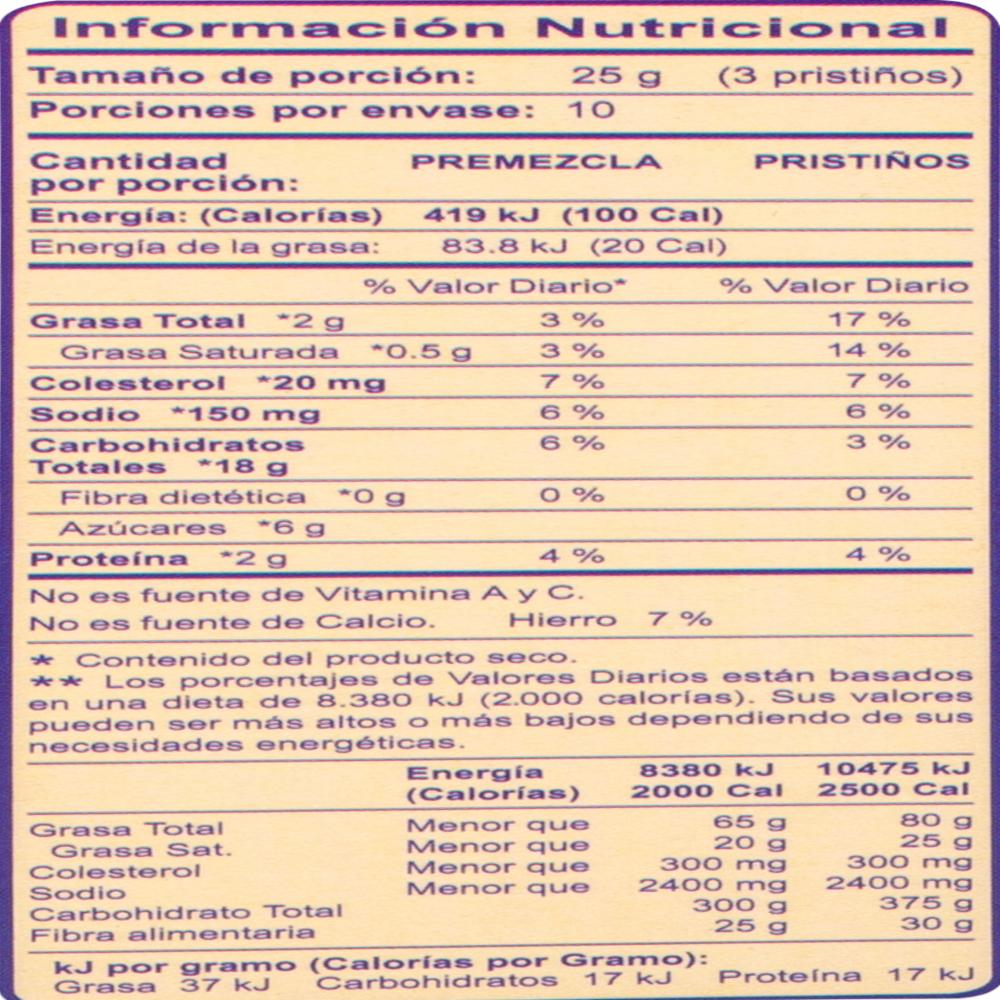 Información Nutricional
Tamaño de porción: 25 g (3 pristiños)
Porciones por envase: 10
Cantidad PREMEZCLA PRISTIÑOS
por porción:
Energía: (Calorías) 419 kJ (100 Cal)
Energía de la grasa: 83.8 kJ (20 Cal)
% Valor Diario* % Valor Diario
Grasa Total *2 g 3 % 17 %
Grasa Saturada *0.5 g 3 % 14 %
Colesterol *20 mg 7 % 7 %
Sodio *150 mg 6 % 6 %
Carbohidratos 6 % 3 %
Totales *18 g
Fibra dietética *0 g 0 % 0 %
Azúcares *6 g
Proteína *2 g 4 % 4 %
No es fuente de Vitamina A y C.
No es fuente de Calcio. Hierro 7 %
* Contenido del producto seco.
** Los porcentajes de Valores Diarios están basados
en una dieta de 8.380 kJ (2.000 calorías). Sus valores
pueden ser más altos o más bajos dependiendo de sus
necesidades energéticas.
Energía 8380 kJ 10475 kJ
(Calorías) 2000 Cal 2500 Cal
Grasa Total Menor que 65 g 80 g
Grasa Sat. Menor que 20 g 25 g
Colesterol Menor que 300 mg 300 mg
Sodio Menor que 2400 mg 2400 mg
Carbohidrato Total 300 g 375 g
Fibra alimentaria 25 g 30 g
kJ por gramo (Calorías por Gramo):
Grasa 37 kJ Carbohidratos 17 kJ Proteína 17 kJ